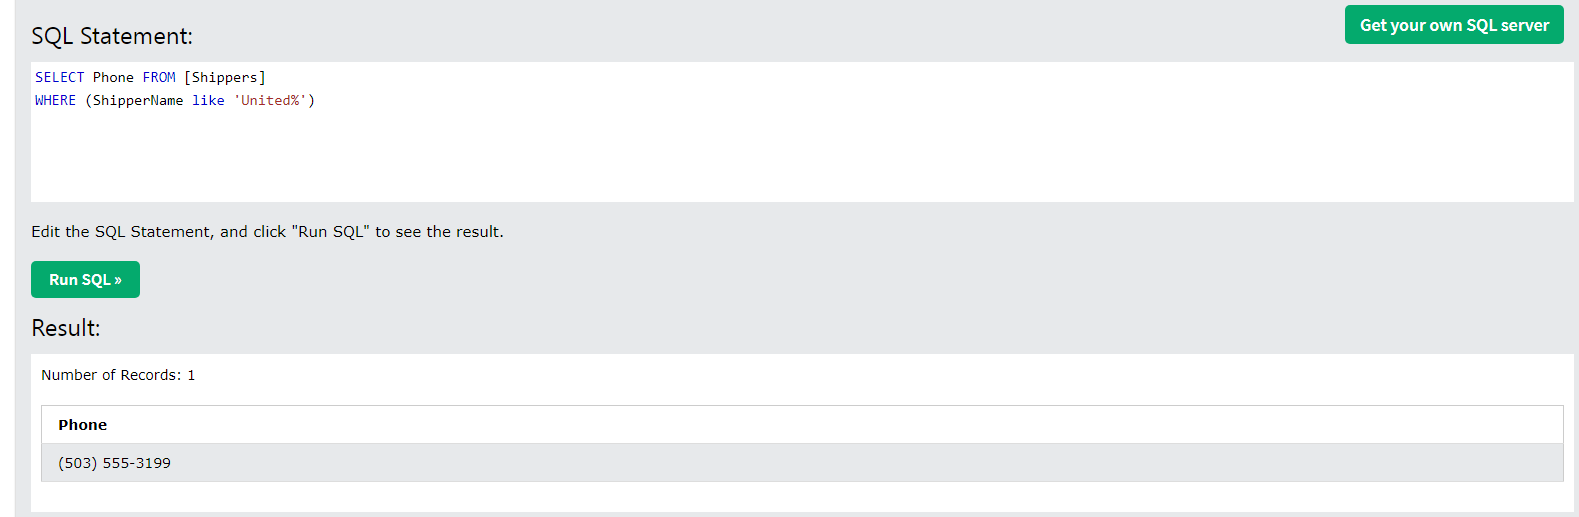 Get your own SQL server
SQL Statement:
SELECT Phone FROM [Shippers]
WHERE (ShipperName like 'United%')
Edit the SQL Statement, and click "Run SQL" to see the result.
Run SQL »
Result:
Number of Records: 1
Phone
(503) 555-3199